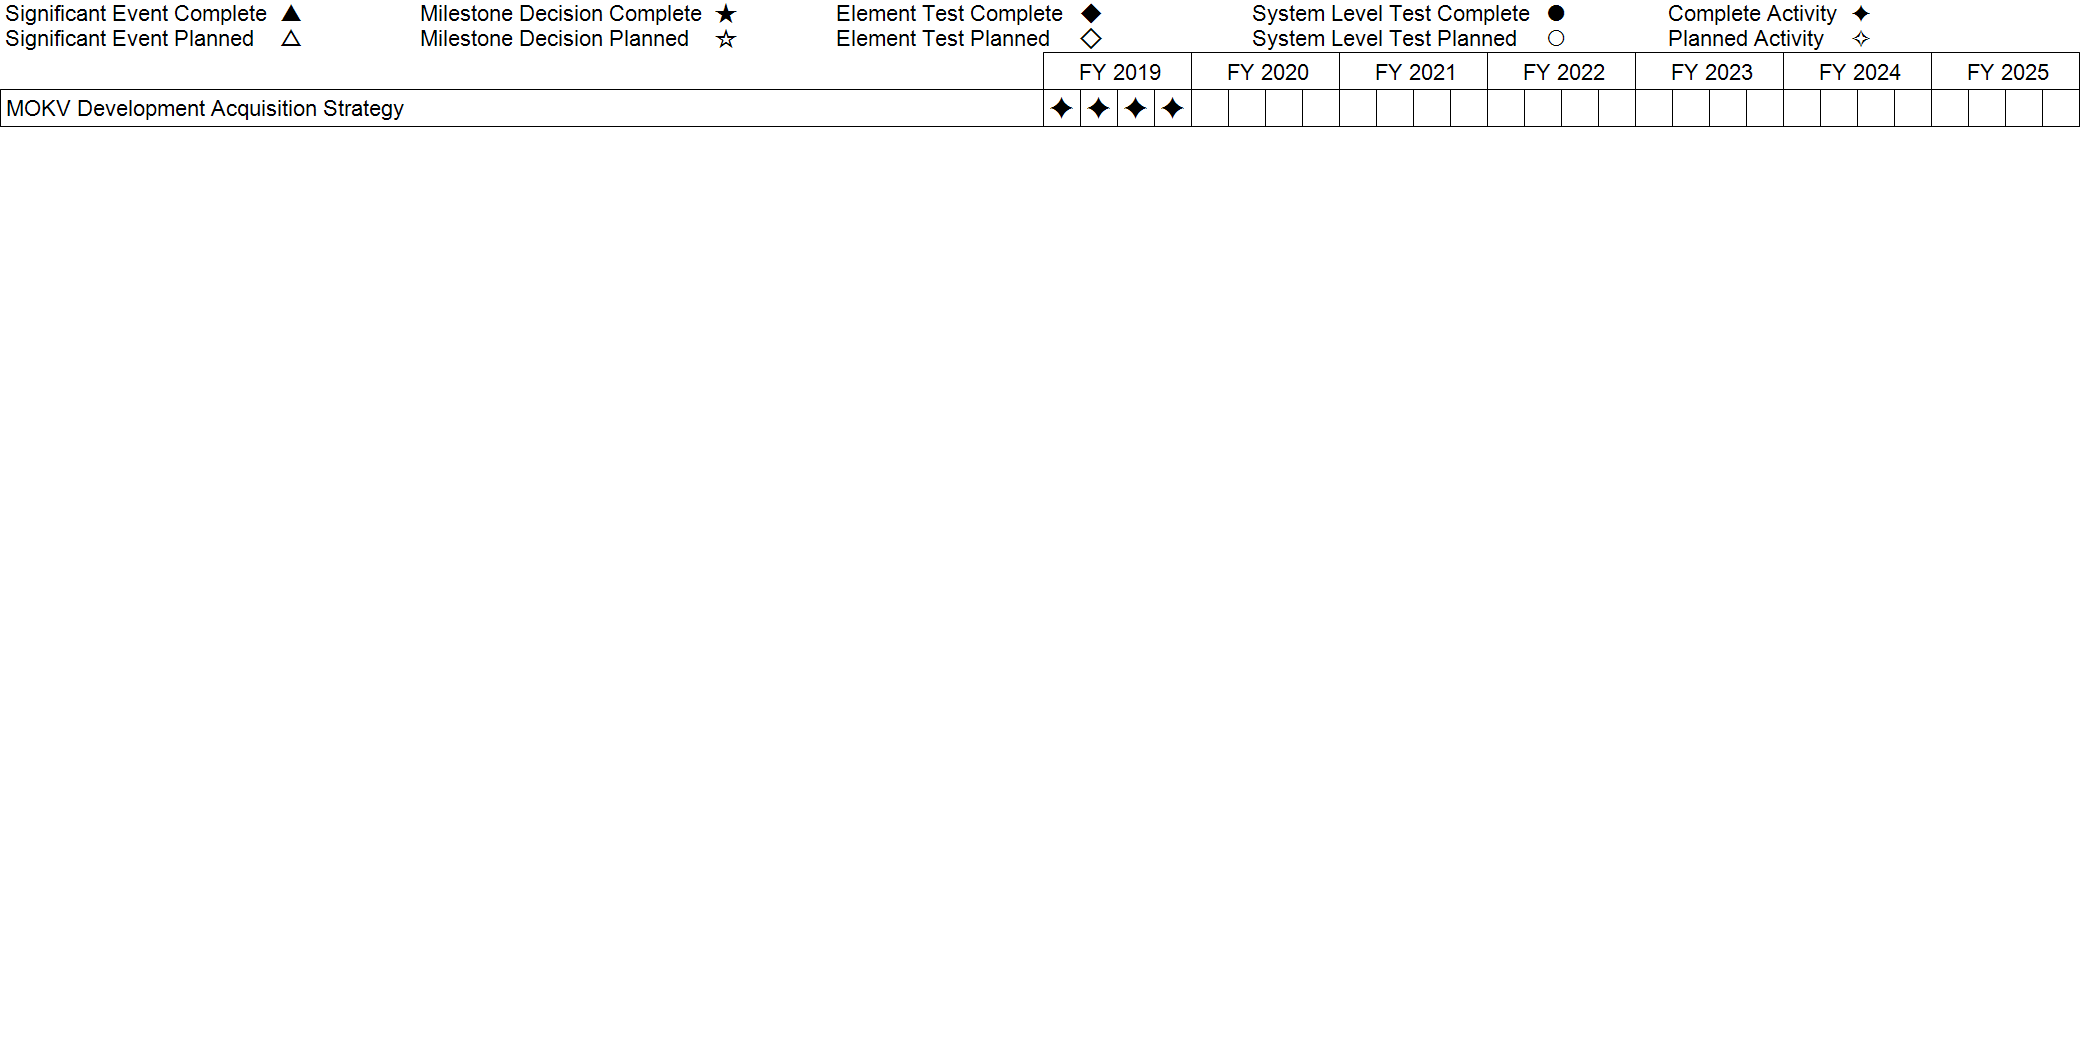 Significant Event Complete ▲ Milestone Decision Complete ★ Element Test Complete ◆ System Level Test Complete ● Complete Activity ✦
Significant Event Planned △ Milestone Decision Planned ☆ Element Test Planned ◇ System Level Test Planned ○ Planned Activity ✧
FY 2019 FY 2020 FY 2021 FY 2022 FY 2023 FY 2024 FY 2025
MOKV Development Acquisition Strategy ✦ ✦ ✦ ✦